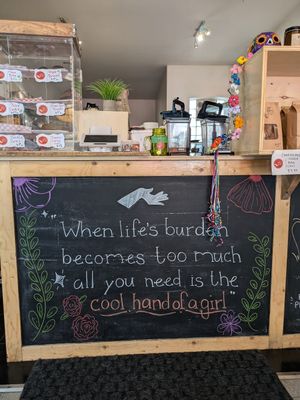 When life's burden
becomes too much
all you need is the
"cool hand of a girl"